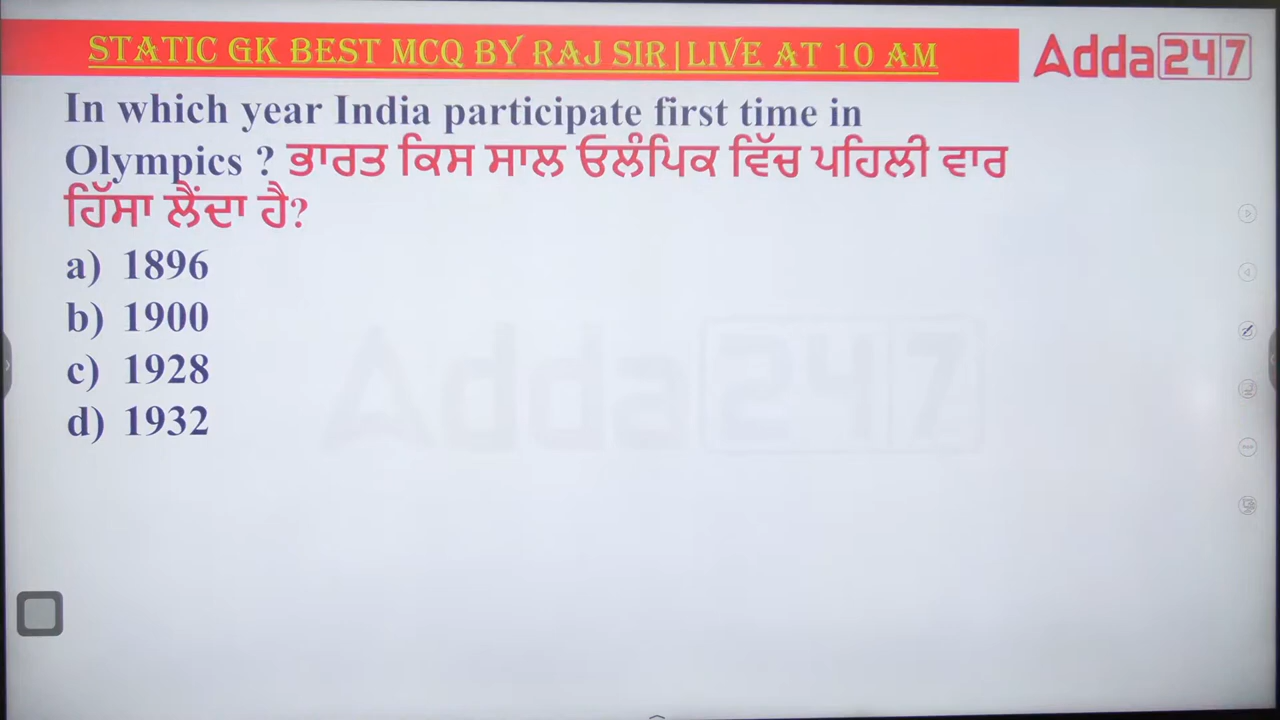 STATIC GK BEST MCQ BY RAJ SIR|LIVE AT 10 AM
Adda247
In which year India participate first time in
Olympics ? ਭਾਰਤ ਕਿਸ ਸਾਲ ਓਲੰਪਿਕ ਵਿੱਚ ਪਹਿਲੀ ਵਾਰ
ਹਿੱਸਾ ਲੈਂਦਾ ਹੈ?
a) 1896
b) 1900
c) 1928
d) 1932
Adda247